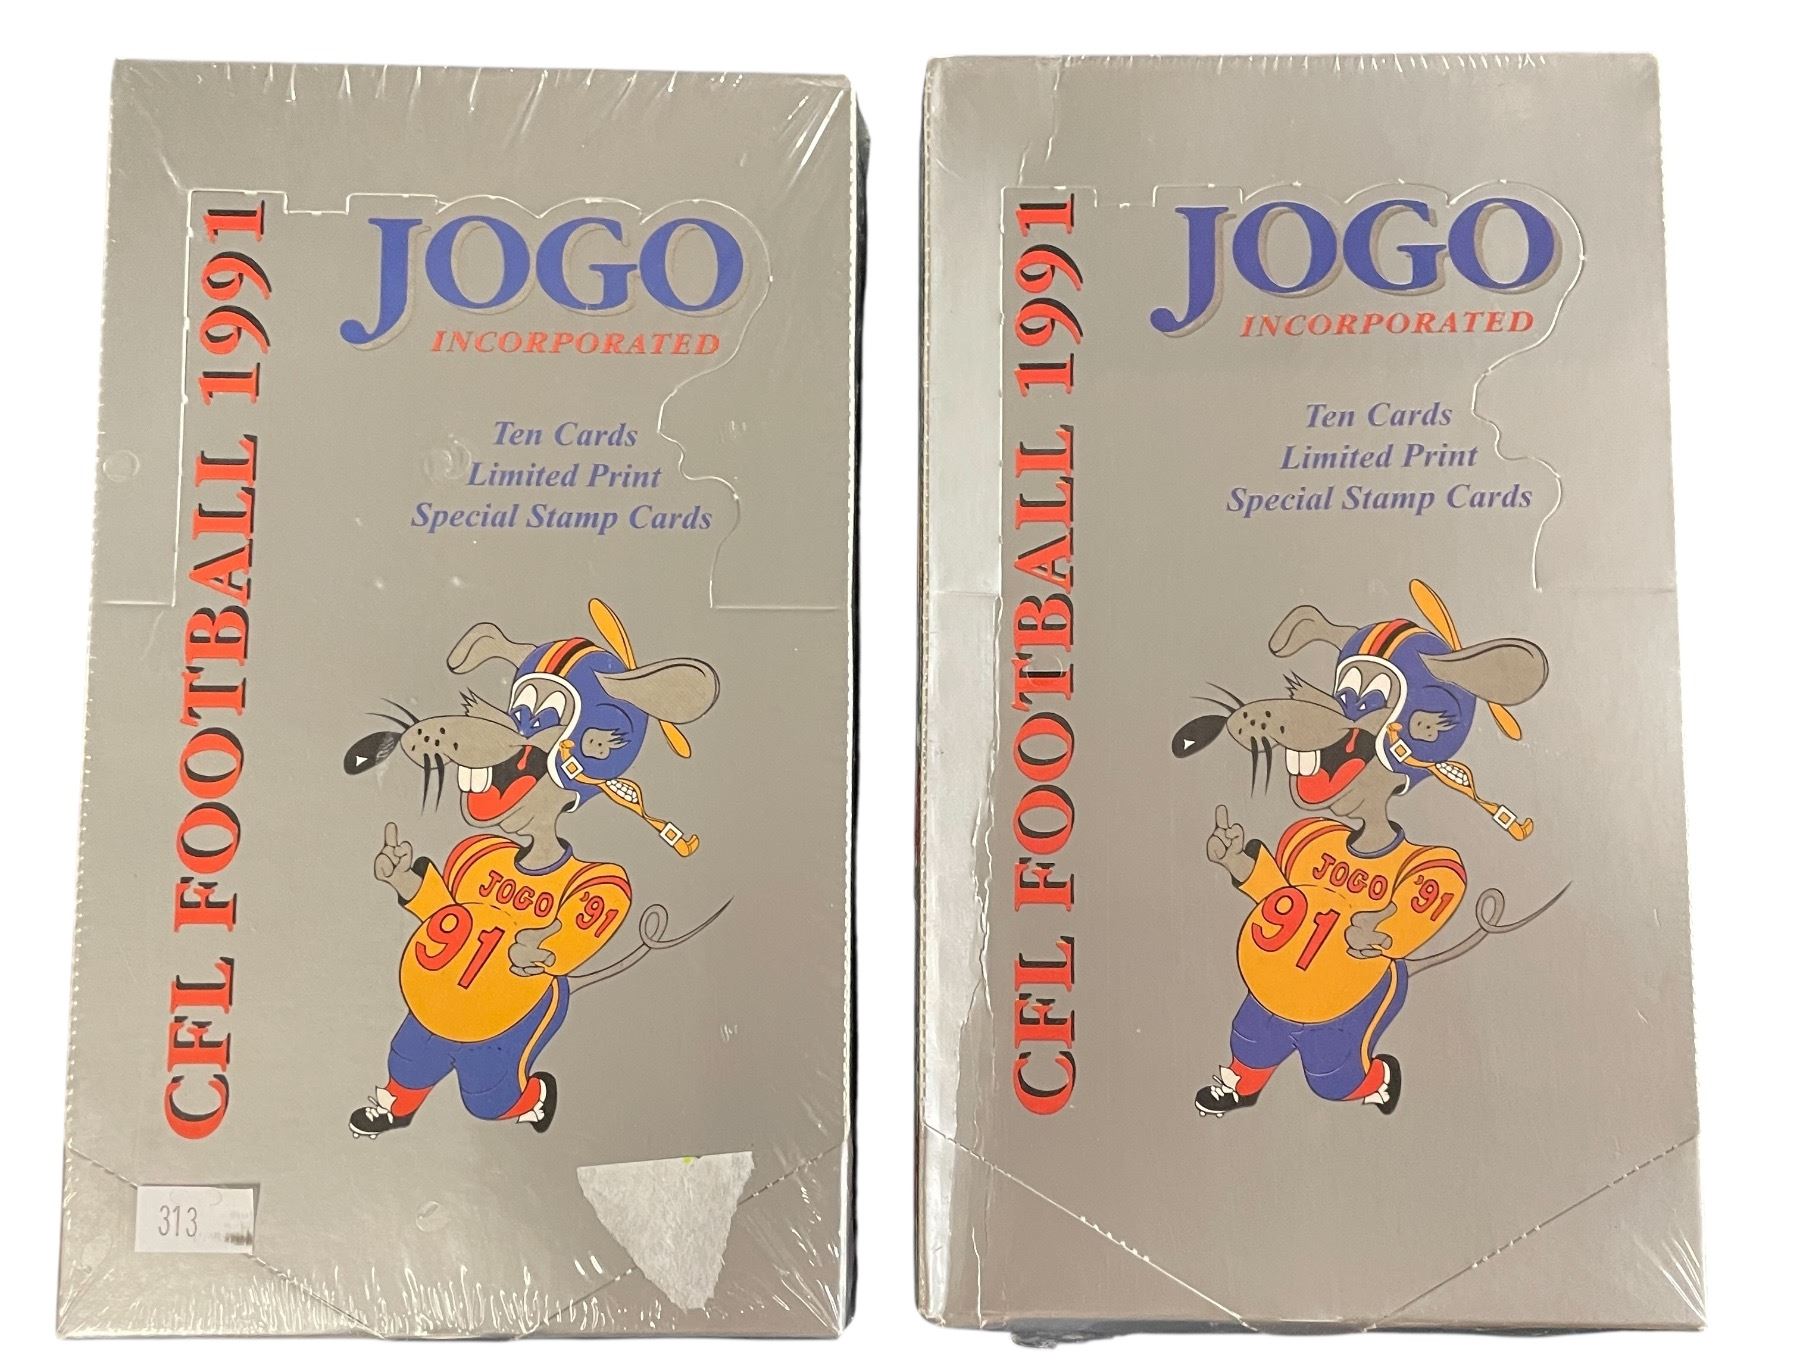 CFL FOOTBALL 1991
JOGO
INCORPORATED
Ten Cards
Limited Print
Special Stamp Cards
JOGO
'91
91
313
CFL FOOTBALL 1991
JOGO
INCORPORATED
Ten Cards
Limited Print
Special Stamp Cards
JOGO
'91
91